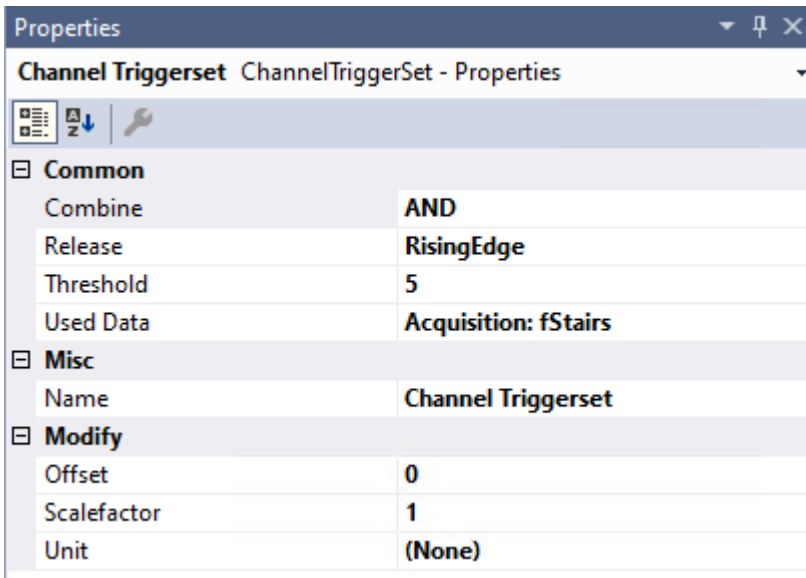 Properties
Channel Triggerset ChannelTriggerSet - Properties
Common
Combine AND
Release RisingEdge
Threshold 5
Used Data Acquisition: fStairs
Misc
Name Channel Triggerset
Modify
Offset 0
Scalefactor 1
Unit (None)